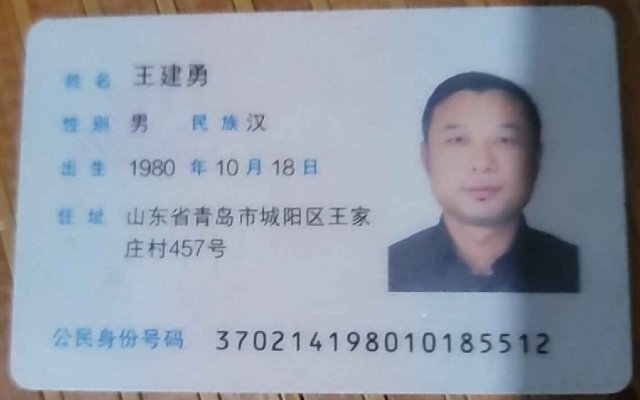 姓名 王建勇
性别 男 民族 汉
出生 1980 年 10 月 18 日
住址 山东省青岛市城阳区王家
庄村457号
公民身份号码 370214198010185512